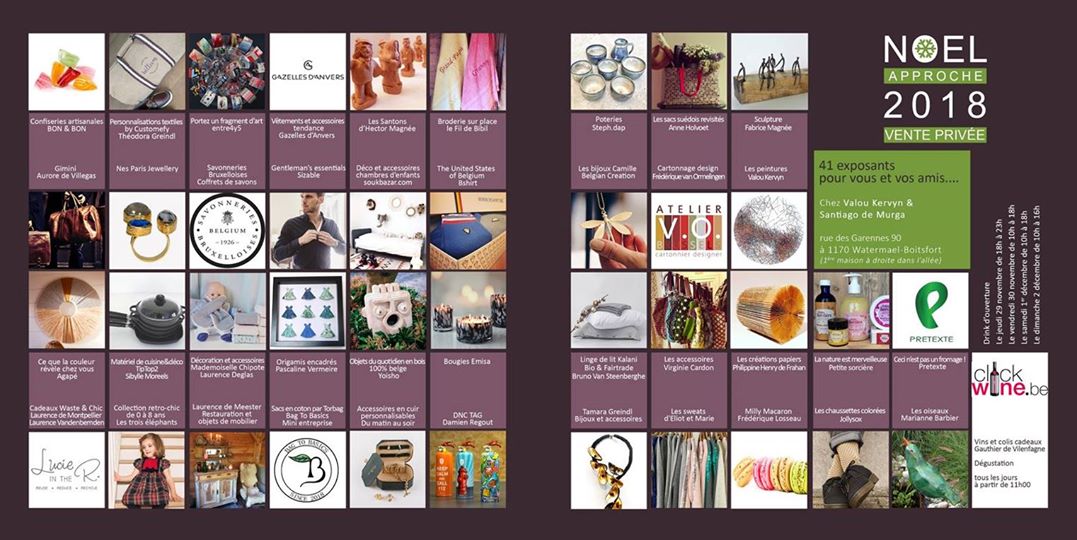 GAZELLES D'ANVERS
Confiseries artisanales
BON & BON
Gimini
Aurore de Villegas
Personnalisations textiles
by Customefy
Théodora Greindl
Nes Paris Jewellery
Portez un fragment d'art
entre4y5
Savonneries
Bruxelloises
Coffrets de savons
Vêtements et accessoires
tendance
Gazelles d'Anvers
Gentleman's essentials
Sizable
Les Santons
d'Hector Magnée
Déco et accessoires
chambres d'enfants
soukbazar.com
Broderie sur place
le Fil de Bibil
The United States
of Belgium
Bshirt
SAVONNERIES
BELGIUM
- 1926 -
BRUXELLOISES
Ce que la couleur
révèle chez vous
Agapé
Cadeaux Waste & Chic
Laurence de Montpellier
Laurence Vandenbemden
Matériel de cuisine&déco
TipTop2
Sibylle Moreels
Collection retro-chic
de 0 à 8 ans
Les trois éléphants
Décoration et accessoires
Mademoiselle Chipote
Laurence Deglas
Laurence de Meester
Restauration et
objets de mobilier
Origamis encadrés
Pascaline Vermeire
Sacs en coton par Torbag
Bag To Basics
Mini entreprise
Objets du quotidien en bois
100% belge
Yoisho
Accessoires en cuir
personnalisables
Du matin au soir
Bougies Emisa
DNC TAG
Damien Regout
Lucie
IN THE R.
REUSE • REDUCE • RECYCLE
BAG TO BASICS
B
SINCE 2018
KEEP
CALM
AND
CALL
112
Poteries
Steph.dap
Les bijoux Camille
Belgian Creation
Les sacs suédois revisités
Anne Holvoet
Cartonnage design
Frédérique van Ormelingen
Sculpture
Fabrice Magnée
Les peintures
Valou Kervyn
NOEL
APPROCHE
2018
VENTE PRIVÉE
41 exposants
pour vous et vos amis....
Chez Valou Kervyn &
Santiago de Murga
rue des Garennes 90
à 1170 Watermael-Boitsfort
(1ère maison à droite dans l'allée)
Drink d'ouverture
Le jeudi 29 novembre de 18h à 23h
Le vendredi 30 novembre de 10h à 18h
Le samedi 1er décembre de 10h à 18h
Le dimanche 2 décembre de 10h à 16h
ATELIER
V.O.
cartonnier designer
PRETEXTE
Linge de lit Kalani
Bio & Fairtrade
Bruno Van Steenberghe
Tamara Greindl
Bijoux et accessoires
Les accessoires
Virginie Cardon
Les sweats
d'Eliot et Marie
Les créations papiers
Philippine Henry de Frahan
Milly Macaron
Frédérique Losseau
La nature est merveilleuse
Petite sorcière
Les chaussettes colorées
Jollysox
Ceci n'est pas un fromage !
Pretexte
Les oiseaux
Marianne Barbier
click
wine.be
Vins et colis cadeaux
Gauthier de Vilenfagne
Dégustation
tous les jours
à partir de 11h00